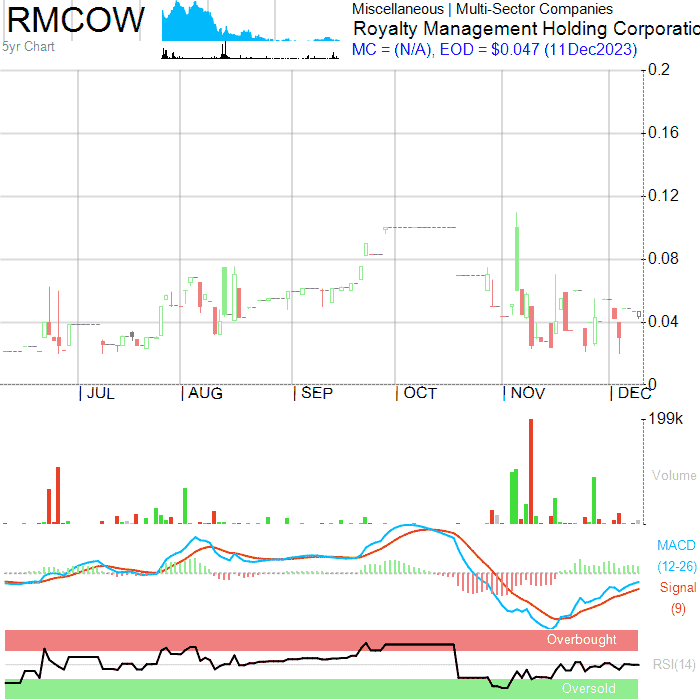 RMCOW
5yr Chart
Miscellaneous | Multi-Sector Companies
Royalty Management Holding Corporatio
MC = (N/A), EOD = $0.047 (11Dec2023)
0.2
0.16
0.12
0.08
0.04
0
| JUL | AUG | SEP | OCT | NOV | DEC
199k
Volume
MACD
(12-26)
Signal
(9)
Overbought
RSI(14)
Oversold